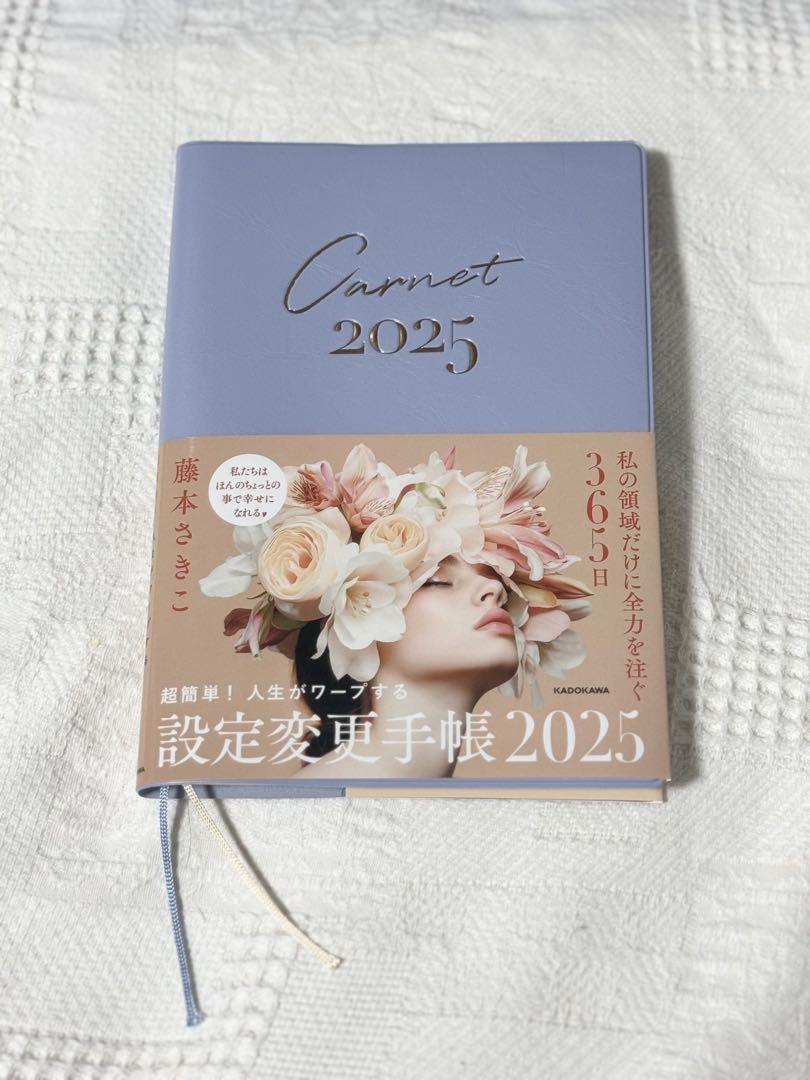 Carnet
2025
私の領域だけに全力を注ぐ
365日
私たちは
ほんのちょっとの
事で幸せに
なれる♥
藤本さきこ
KADOKAWA
超簡単！人生がワープする
設定変更手帳2025